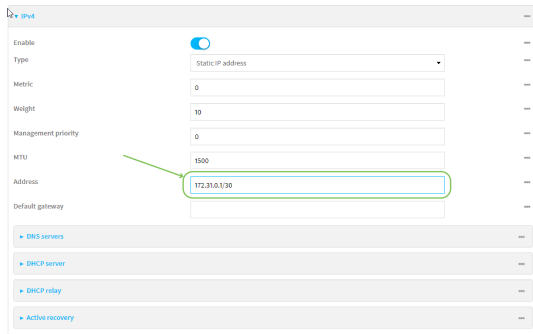 IPv4
Enable
Type Static IP address
Metric 0
Weight 10
Management priority 0
MTU 1500
Address 172.31.0.1/30
Default gateway
DNS servers
DHCP server
DHCP relay
Active recovery